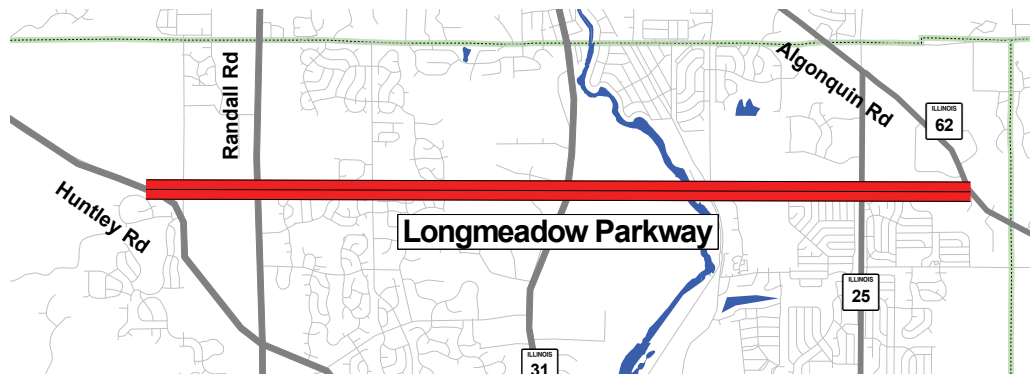 Algonquin Rd
Randall Rd
ILLINOIS
62
Huntley Rd
Longmeadow Parkway
ILLINOIS
25
ILLINOIS
31